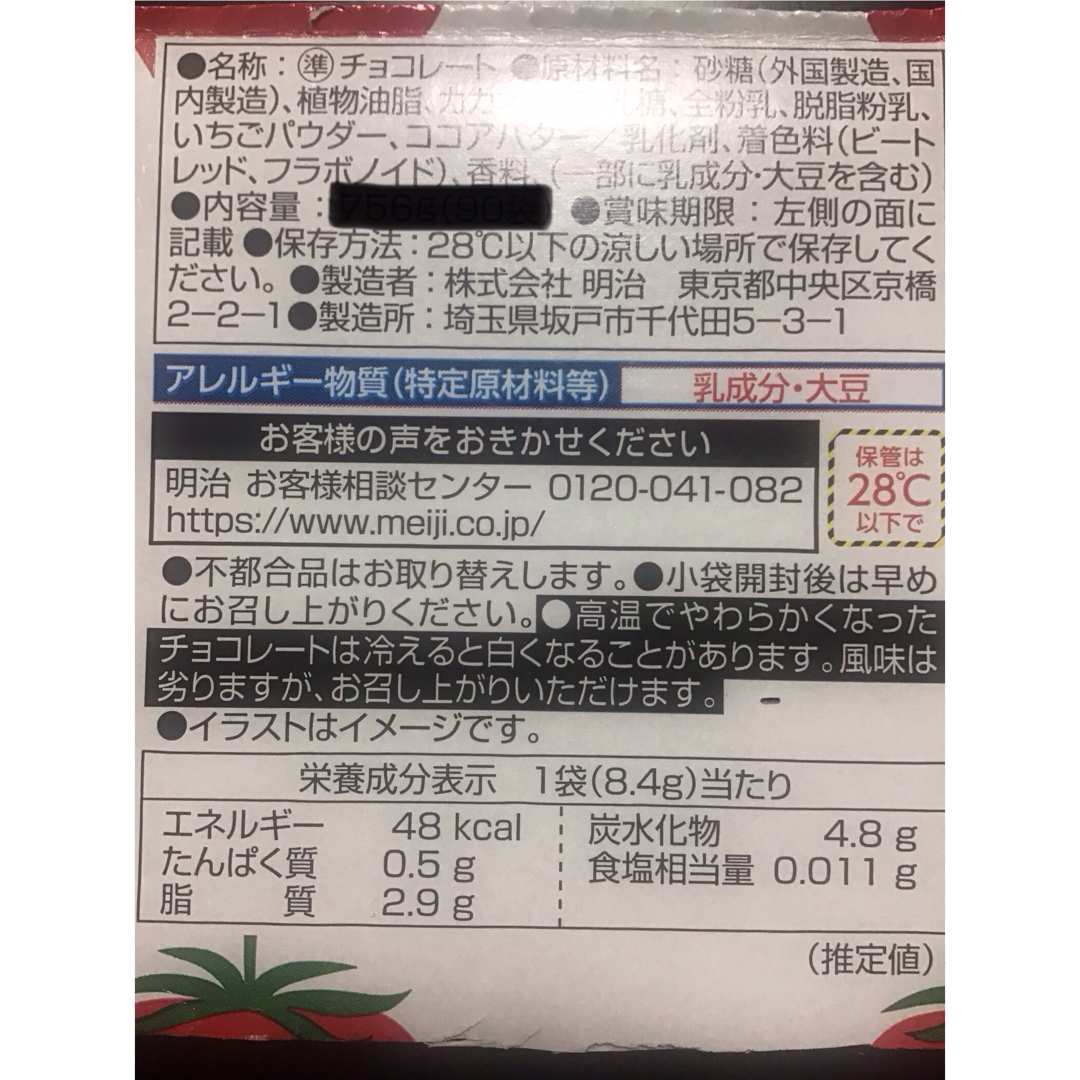 ●名称：㊜チョコレート ●原材料名：砂糖（外国製造、国
内製造）、植物油脂、カカオ 乳糖、全粉乳、脱脂粉乳、
いちごパウダー、ココアバター／乳化剤、着色料（ビート
レッド、フラボノイド）、香料、（一部に乳成分・大豆を含む）
●内容量：756g（90袋） ●賞味期限：左側の面に
記載 ●保存方法：28℃以下の涼しい場所で保存してく
ださい。●製造者：株式会社 明治 東京都中央区京橋
2−2−1●製造所：埼玉県坂戸市千代田5−3−1
アレルギー物質（特定原材料等） 乳成分・大豆
お客様の声をおきかせください
明治 お客様相談センター 0120-041-082
https://www.meiji.co.jp/
保管は
28℃
以下で
●不都合品はお取り替えします。●小袋開封後は早め
にお召し上がりください。●高温でやわらかくなった
チョコレートは冷えると白くなることがあります。風味は
劣りますが、お召し上がりいただけます。
●イラストはイメージです。
栄養成分表示 1袋（8.4g）当たり
エネルギー 48 kcal
たんぱく質 0.5 g
脂質 2.9 g
炭水化物 4.8 g
食塩相当量 0.011 g
（推定値）